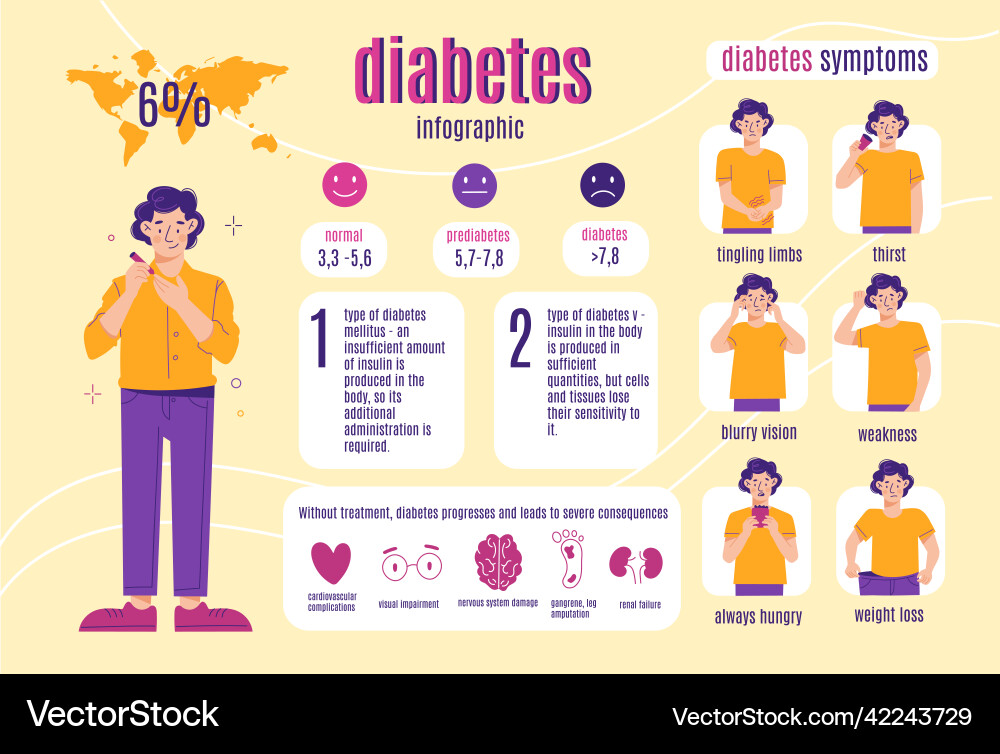 6%
diabetes
infographic
normal
3,3 -5,6
prediabetes
5,7-7,8
diabetes
>7,8
1
type of diabetes
mellitus - an
insufficient amount
of insulin is
produced in the
body, so its
additional
administration is
required.
2
type of diabetes v -
insulin in the body
is produced in
sufficient
quantities, but cells
and tissues lose
their sensitivity to
it.
Without treatment, diabetes progresses and leads to severe consequences
cardiovascular
complications
visual impairment
nervous system damage
gangrene, leg
amputation
renal failure
diabetes symptoms
tingling limbs
thirst
blurry vision
weakness
always hungry
weight loss
VectorStock
VectorStock.com/42243729